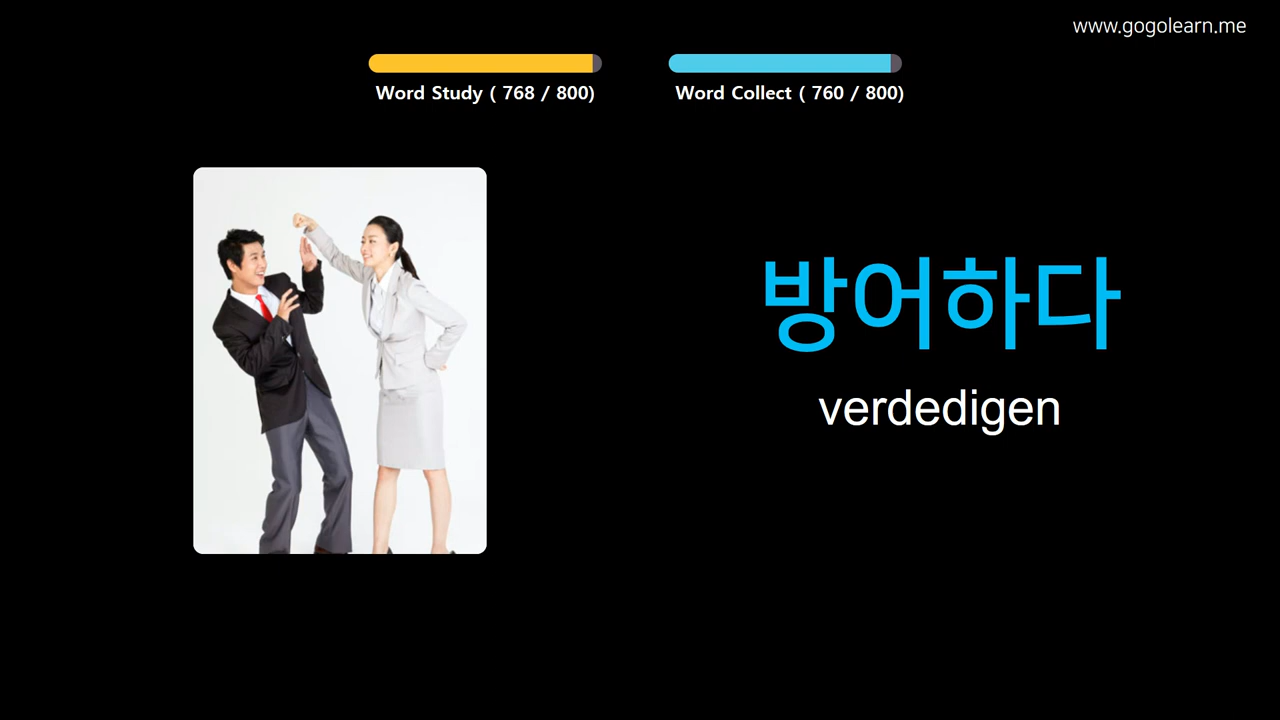 www.gogolearn.me
Word Study ( 768 / 800)
Word Collect ( 760 / 800)
방어하다
verdedigen